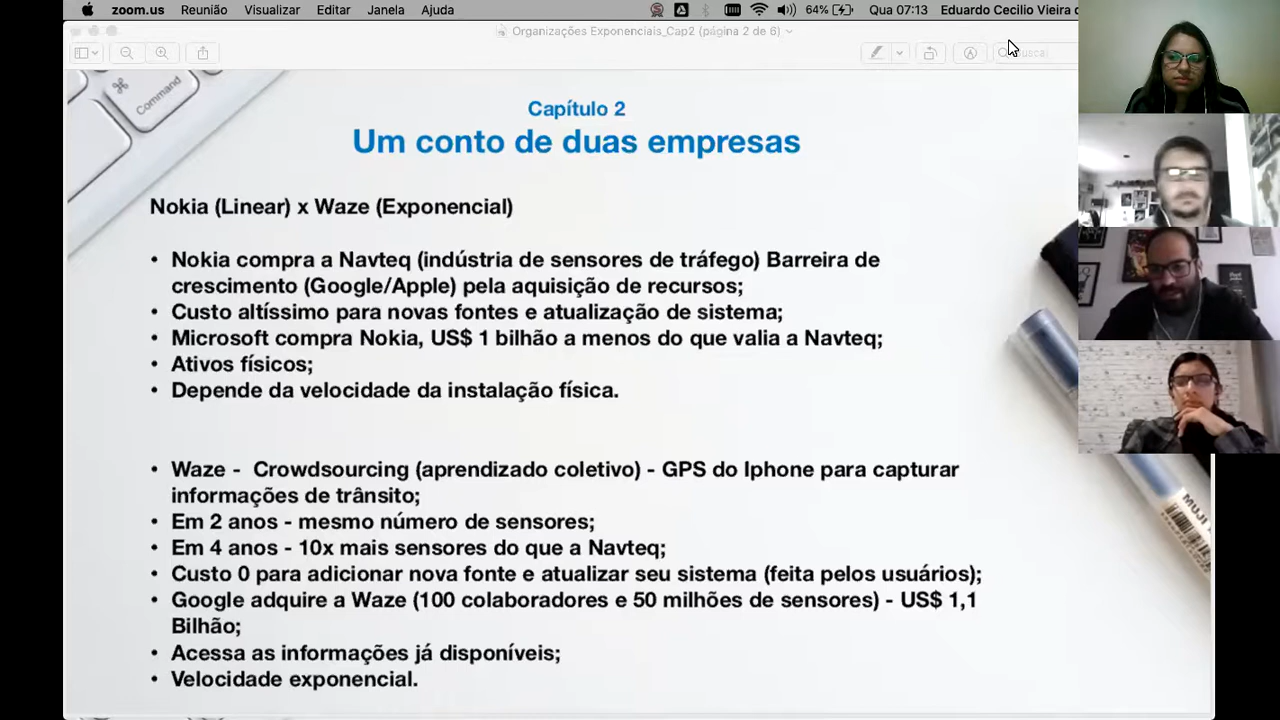 zoom.us Reunião Visualizar Editar Janela Ajuda 64% Qua 07:13 Eduardo Cecilio Vieira d
Organizações Exponenciais_Cap2 (página 2 de 6)
Command
Capítulo 2
Um conto de duas empresas
Nokia (Linear) x Waze (Exponencial)
• Nokia compra a Navteq (indústria de sensores de tráfego) Barreira de
crescimento (Google/Apple) pela aquisição de recursos;
• Custo altíssimo para novas fontes e atualização de sistema;
• Microsoft compra Nokia, US$ 1 bilhão a menos do que valia a Navteq;
• Ativos físicos;
• Depende da velocidade da instalação física.
• Waze - Crowdsourcing (aprendizado coletivo) - GPS do Iphone para capturar
informações de trânsito;
• Em 2 anos - mesmo número de sensores;
• Em 4 anos - 10x mais sensores do que a Navteq;
• Custo 0 para adicionar nova fonte e atualizar seu sistema (feita pelos usuários);
• Google adquire a Waze (100 colaboradores e 50 milhões de sensores) - US$ 1,1
Bilhão;
• Acessa as informações já disponíveis;
• Velocidade exponencial.
MUJI